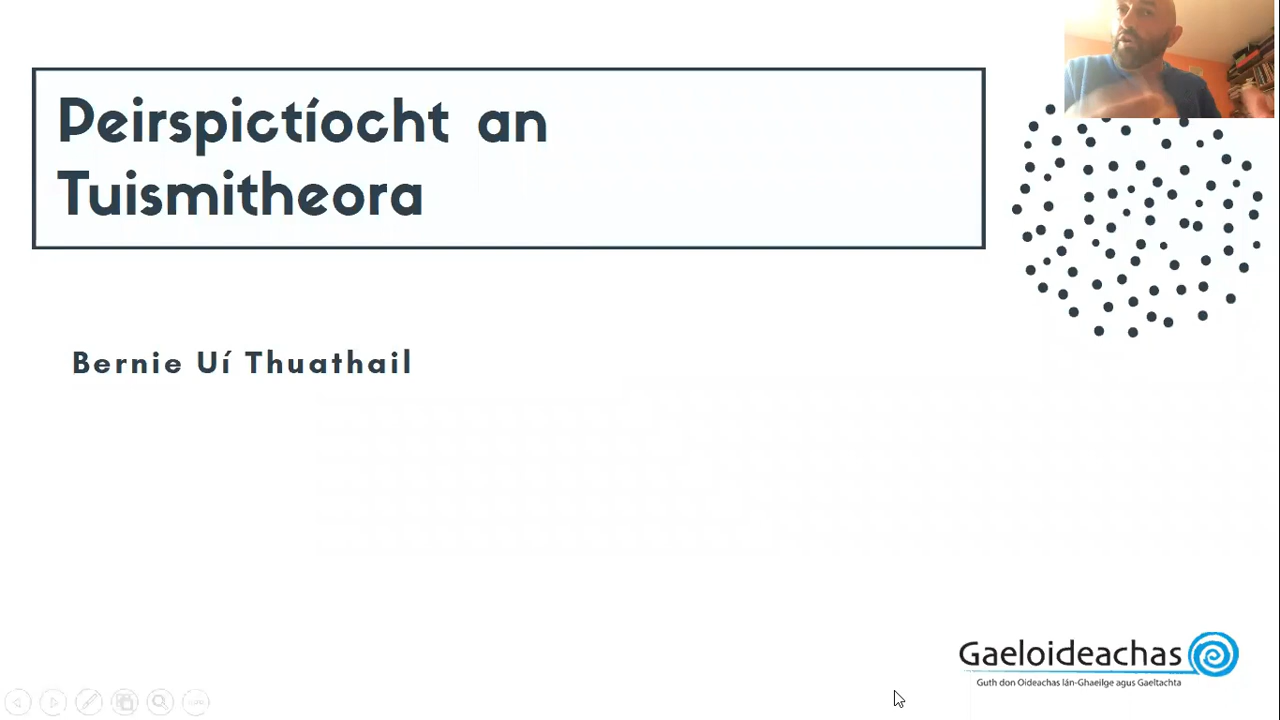 Peirspictíocht an
Tuismitheora
Bernie Uí Thuathail
Gaeloideachas
Guth don Oideachas lán-Ghaeilge agus Gaeltachta